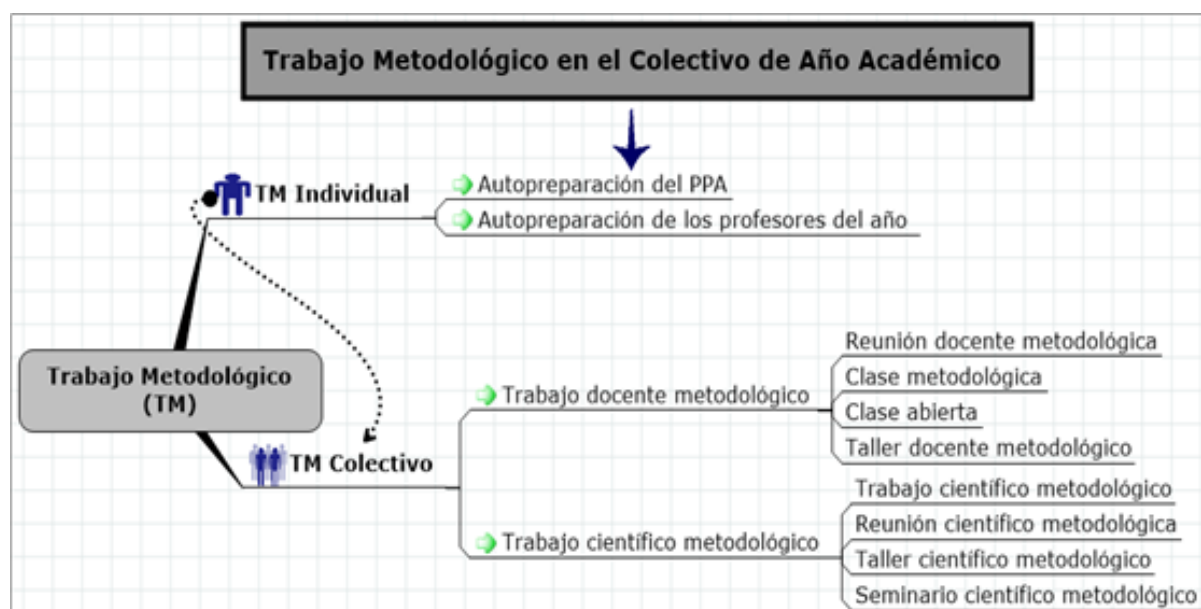 Trabajo Metodológico en el Colectivo de Año Académico
TM Individual
Autopreparación del PPA
Autopreparación de los profesores del año
Trabajo Metodológico
(TM)
TM Colectivo
Trabajo docente metodológico
Reunión docente metodológica
Clase metodológica
Clase abierta
Taller docente metodológico
Trabajo científico metodológico
Trabajo científico metodológico
Reunión científico metodológica
Taller científico metodológico
Seminario científico metodológico